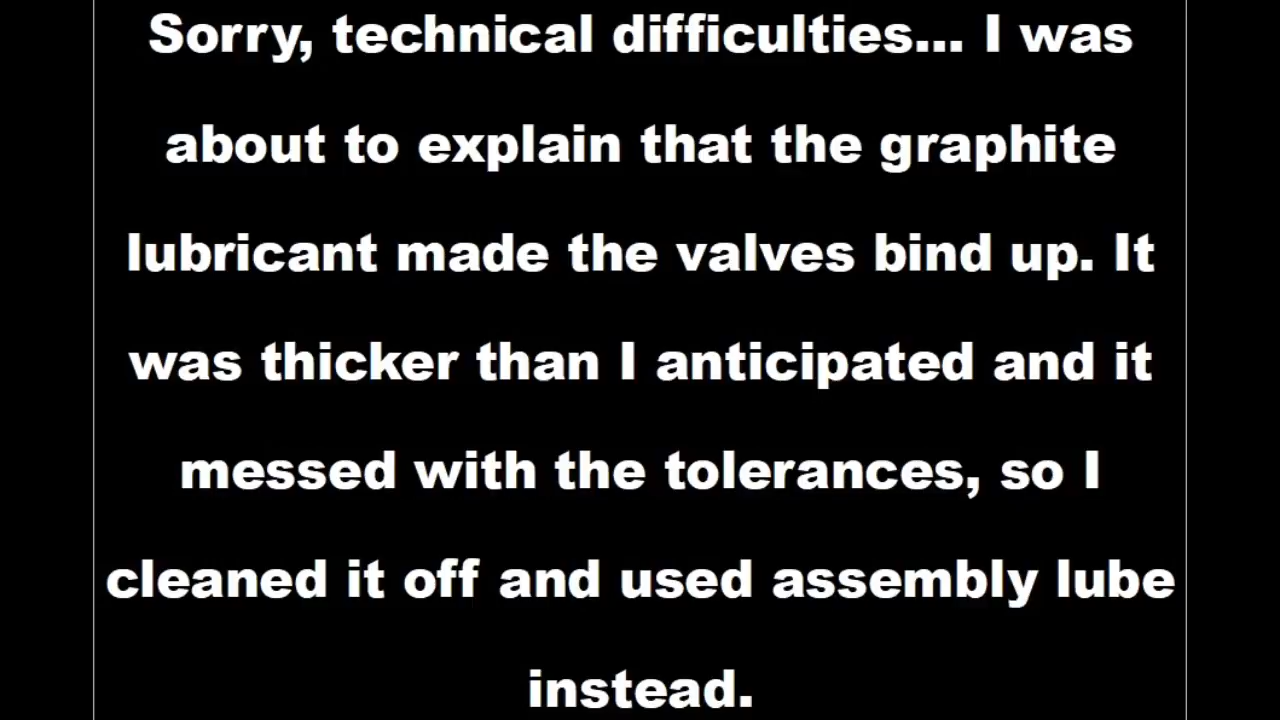 Sorry, technical difficulties... I was
about to explain that the graphite
lubricant made the valves bind up. It
was thicker than I anticipated and it
messed with the tolerances, so I
cleaned it off and used assembly lube
instead.